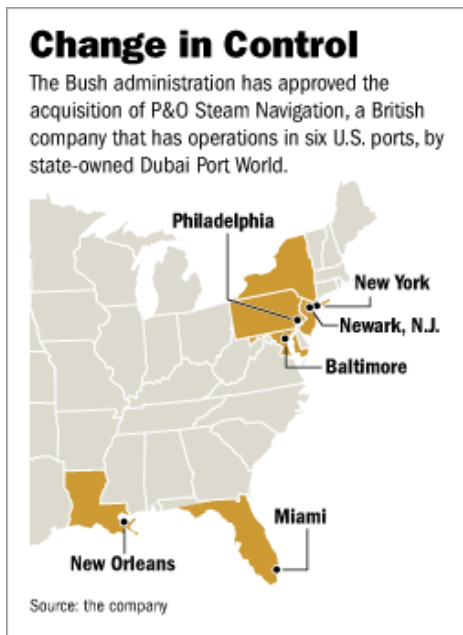 Change in Control
The Bush administration has approved the
acquisition of P&O Steam Navigation, a British
company that has operations in six U.S. ports, by
state-owned Dubai Port World.
Philadelphia
New York
Newark, N.J.
Baltimore
Miami
New Orleans
Source: the company